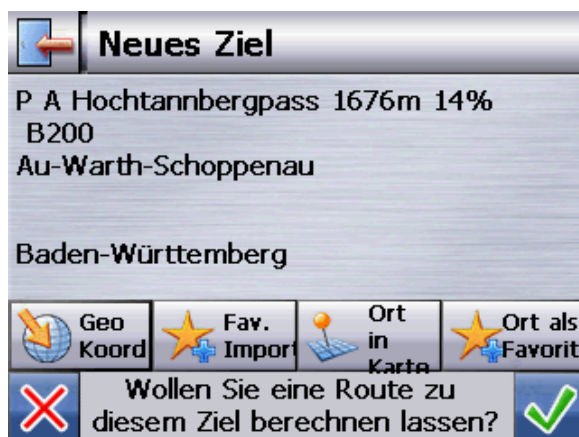 Neues Ziel
P A Hochtannbergpass 1676m 14%
B200
Au-Warth-Schoppenau
Baden-Württemberg
Geo
Koord
Fav.
Import
Ort
in
Karte
Ort als
Favorit
Wollen Sie eine Route zu
diesem Ziel berechnen lassen?